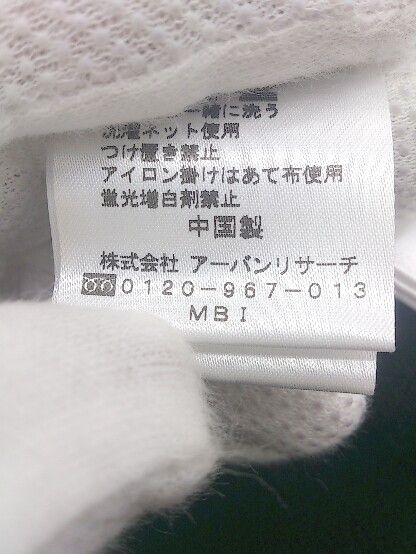 一緒に洗う
洗濯ネット使用
つけ置き禁止
アイロン掛けはあて布使用
蛍光増白剤禁止
中国製
株式会社 アーバンリサーチ
0120-967-013
MBI